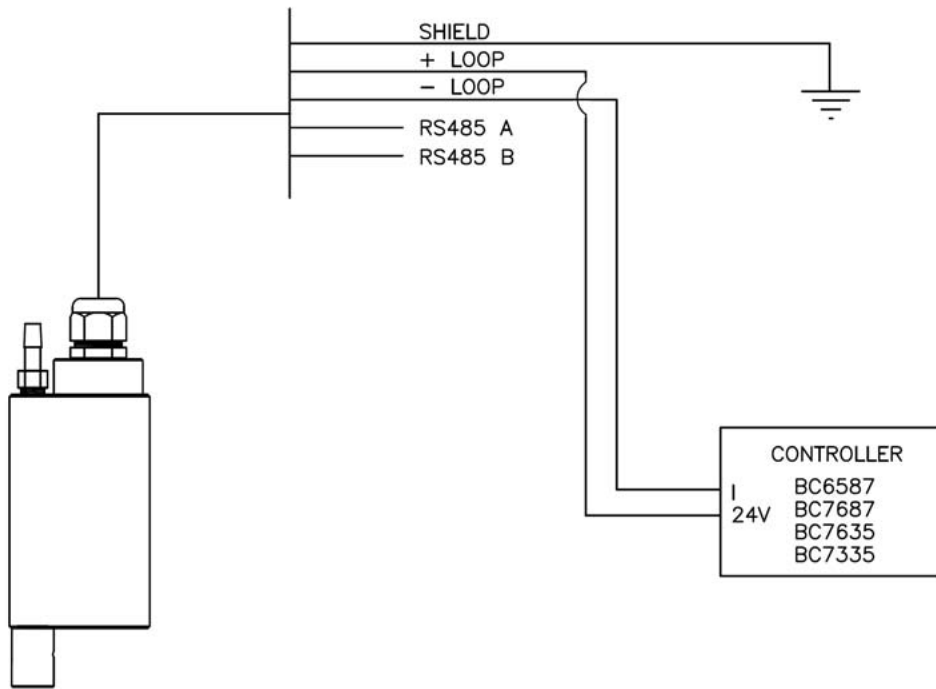 SHIELD
+ LOOP
- LOOP
RS485 A
RS485 B
CONTROLLER
I
24V
BC6587
BC7687
BC7635
BC7335